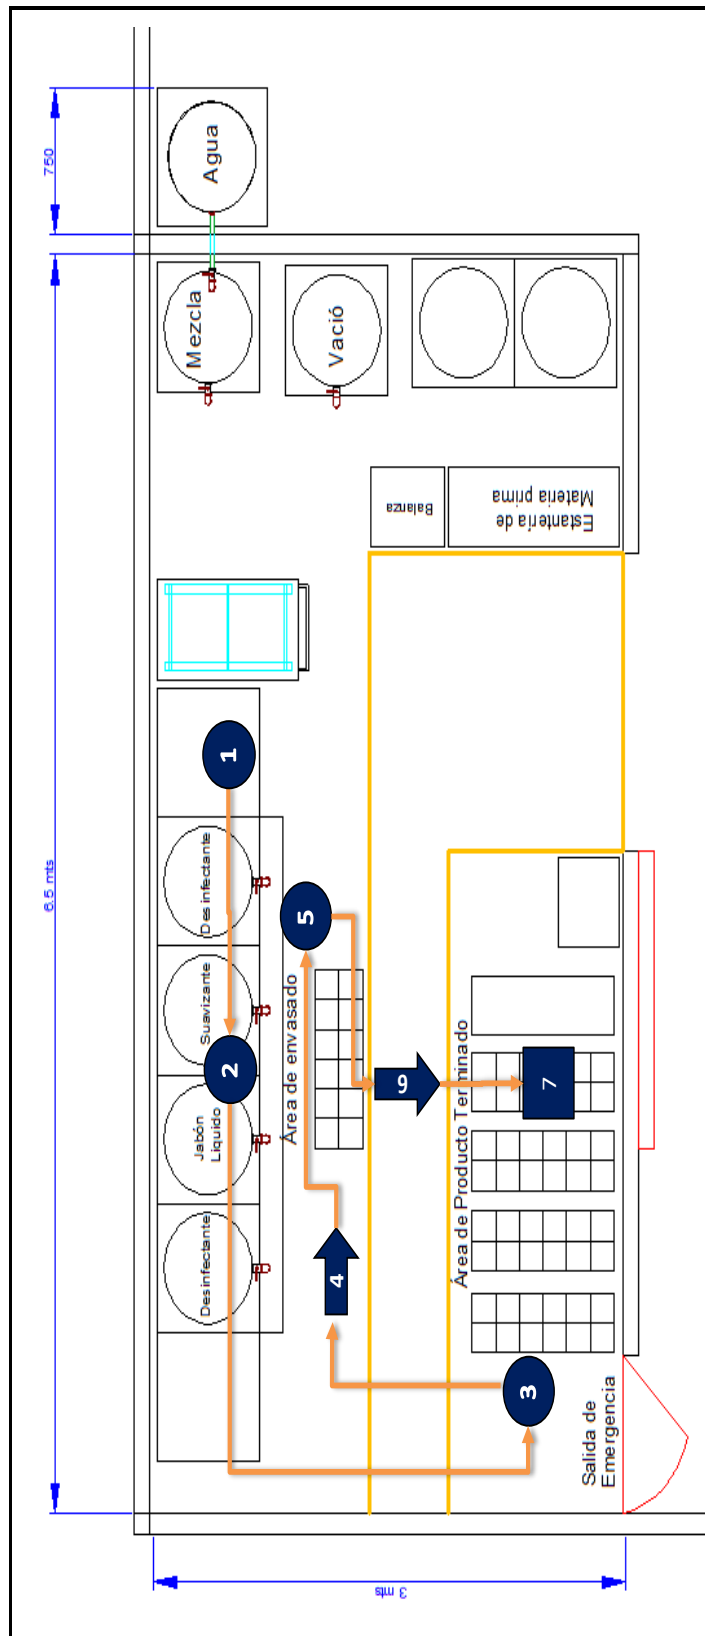 750
Agua
Mezcla
Vació
Balanza
Estantería de
Materia prima
6.5 mts
1
Desinfectante
Suavizante
2
Jabón
Liquido
Desinfectante
5
Área de envasado
6
7
Área de Producto Terminado
4
3
Salida de
Emergencia
3 mts